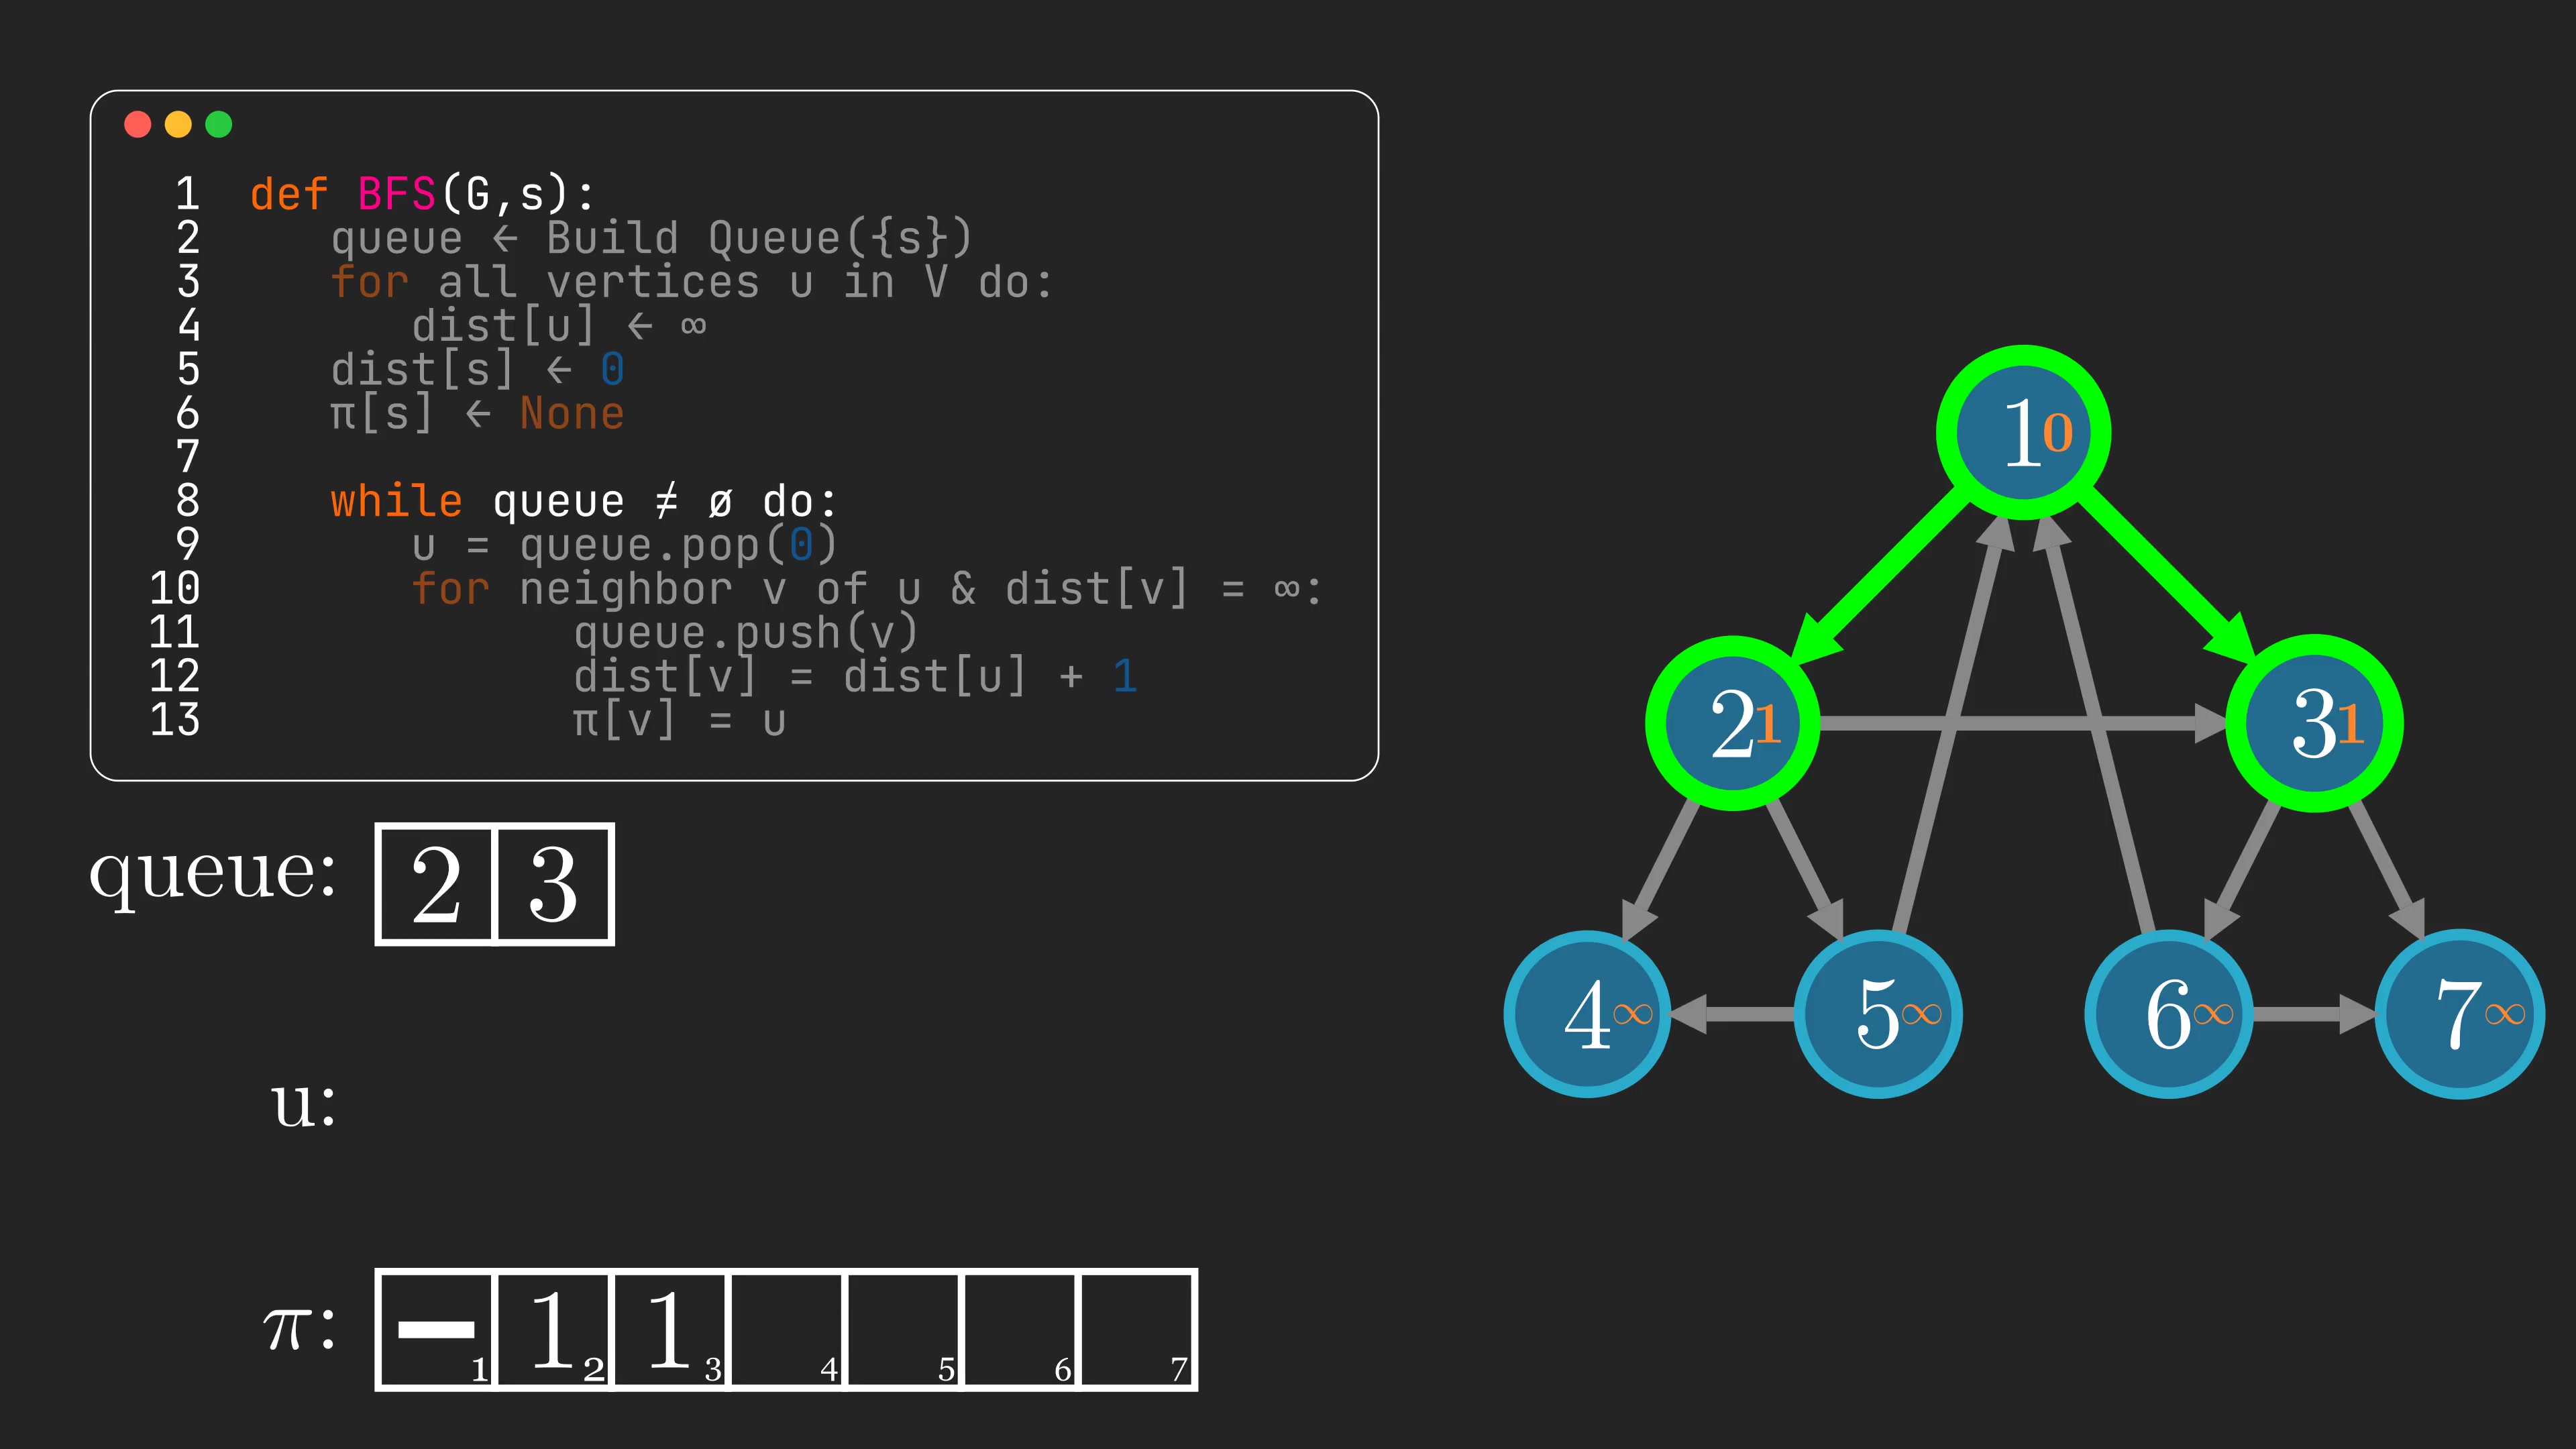 1 def BFS(G,s):
2 queue ← Build Queue({s})
3 for all vertices u in V do:
4 dist[u] ← ∞
5 dist[s] ← 0
6 π[s] ← None
7
8 while queue ≠ ø do:
9 u = queue.pop(0)
10 for neighbor v of u & dist[v] = ∞:
11 queue.push(v)
12 dist[v] = dist[u] + 1
13 π[v] = u
queue: 2 3
u:
π: – 1 1 2 1 3 4 5 6 7
1 0
2 1 3 1
4 ∞ 5 ∞ 6 ∞ 7 ∞